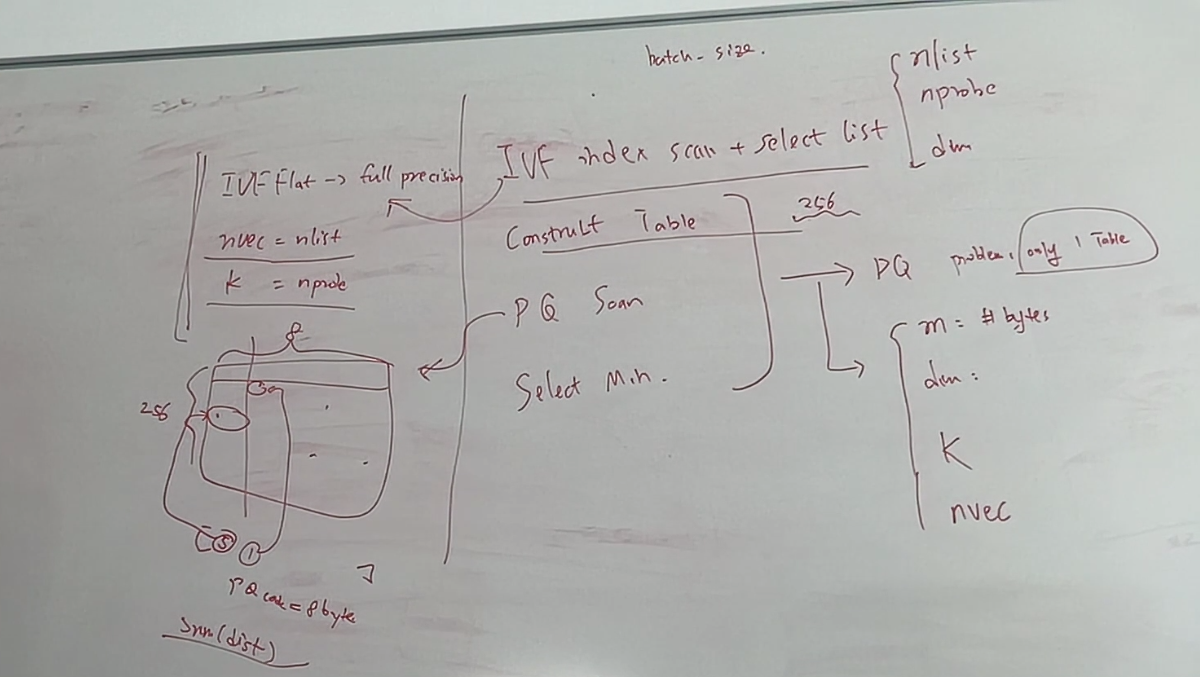 batch-size.
nlist
nprobe
dim
IVF Flat -> full precision
nvec = nlist
k = nprobe
IVF index scan + select list
Construct Table
256
PQ Scan
Select Min.
PQ problem. only 1 Table
m = # bytes
dim:
K
nvec
8
256
5 1
PQ code = 8 byte
sum(dist)